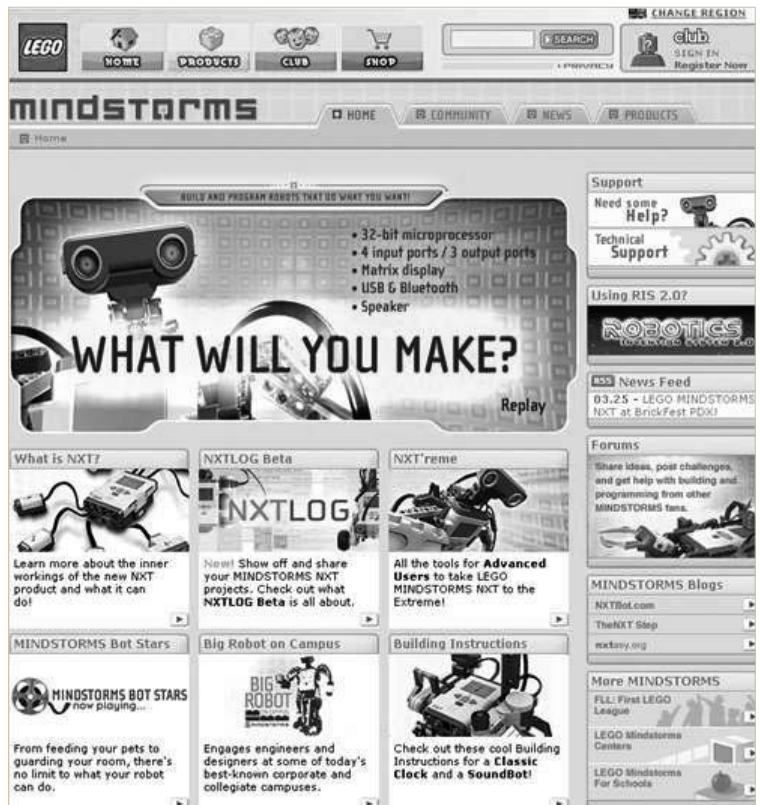 CHANGE REGION
LEGO
HOME
PRODUCTS
CLUB
SHOP
SEARCH
PRIVACY
club
SIGN IN
Register Now
mindstorms
HOME
COMMUNITY
NEWS
PRODUCTS
Home
BUILD AND PROGRAM ROBOTS THAT DO WHAT YOU WANT!
• 32-bit microprocessor
• 4 input ports / 3 output ports
• Matrix display
• USB & Bluetooth
• Speaker
WHAT WILL YOU MAKE?
Replay
What is NXT?
Learn more about the inner
workings of the new NXT
product and what it can
do!
NXTLOG Beta
NXTLOG
New! Show off and share
your MINDSTORMS NXT
projects. Check out what
NXTLOG Beta is all about.
NXT'reme
All the tools for Advanced
Users to take LEGO
MINDSTORMS NXT to the
Extreme!
MINDSTORMS Bot Stars
MINDSTORMS BOT STARS
now playing...
From feeding your pets to
guarding your room, there's
no limit to what your robot
can do.
Big Robot on Campus
BIG
ROBOT
Engages engineers and
designers at some of today's
best-known corporate and
collegiate campuses.
Building Instructions
Check out these cool Building
Instructions for a Classic
Clock and a SoundBot!
Support
Need some
Help?
Technical
Support
Using RIS 2.0?
ROBOTICS
INVENTION SYSTEM 2.0
RSS News Feed
03.25 - LEGO MINDSTORMS
NXT at BrickFest PDX!
Forums
Share ideas, post challenges,
and get help with building and
programming from other
MINDSTORMS fans.
MINDSTORMS Blogs
NXTBot.com
TheNXT Step
nxtasy.org
More MINDSTORMS
FLL: First LEGO
League
LEGO Mindstorms
Centers
LEGO Mindstorms
For Schools